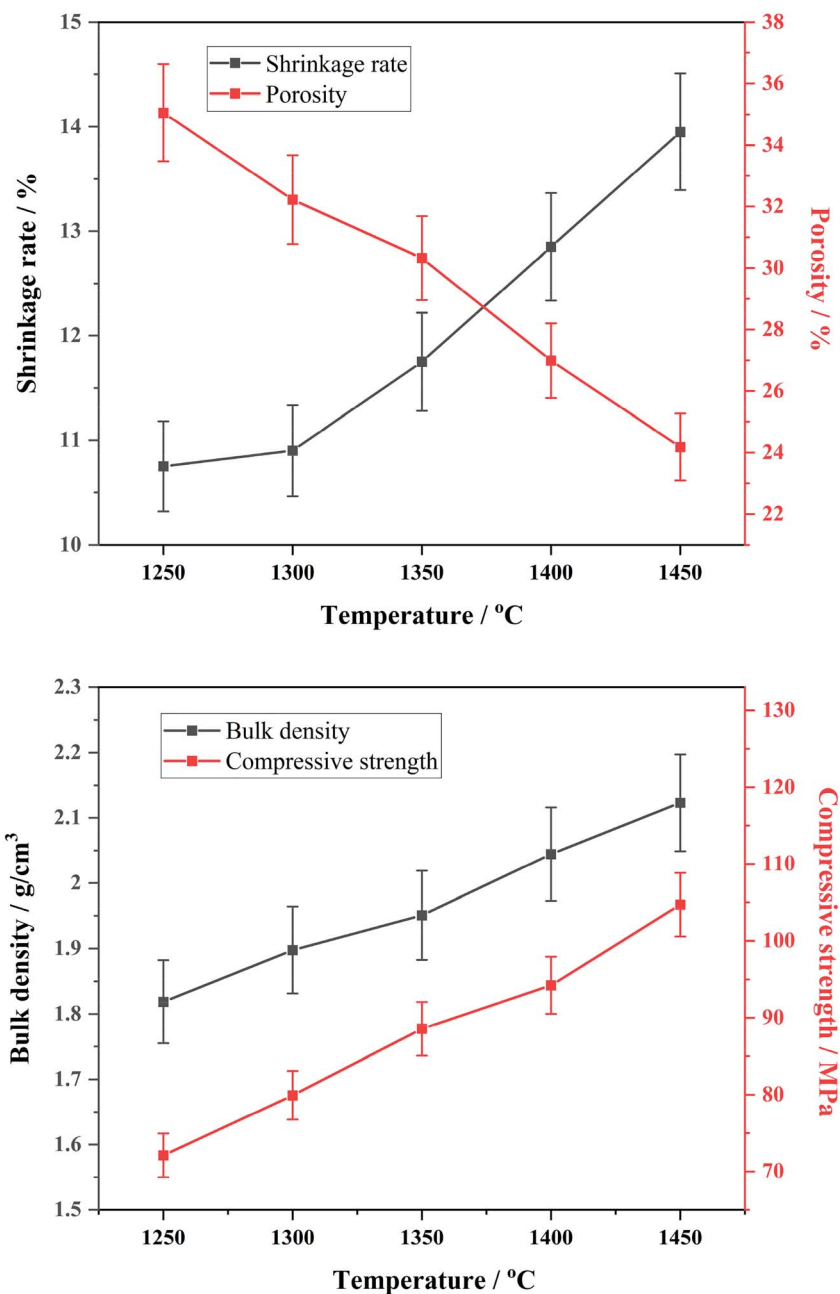 15
14
13
12
11
10
Shrinkage rate / %
Shrinkage rate
Porosity
38
36
34
32
30
28
26
24
22
Porosity / %
1250 1300 1350 1400 1450
Temperature / °C
2.3
2.2
2.1
2
1.9
1.8
1.7
1.6
1.5
Bulk density / g/cm³
Bulk density
Compressive strength
130
120
110
100
90
80
70
Compressive strength / MPa
1250 1300 1350 1400 1450
Temperature / °C